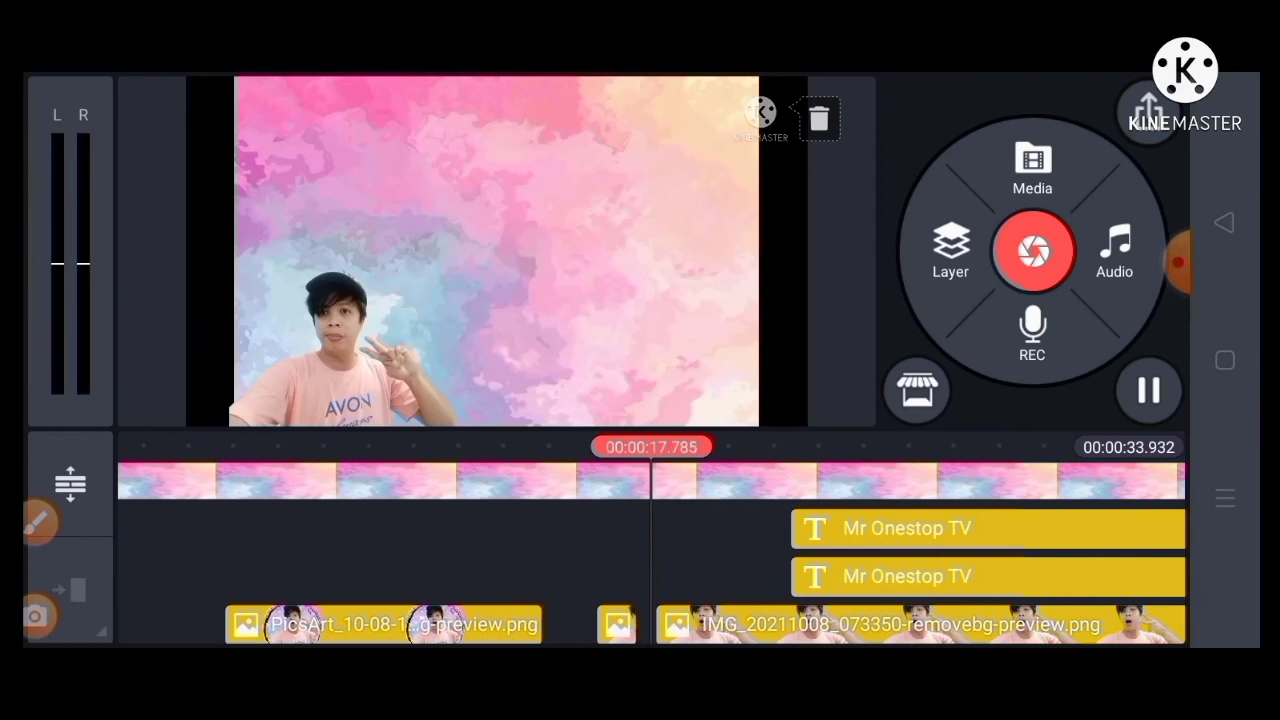 L R
KINEMASTER
KINEMASTER
Media
Layer
Audio
REC
AVON
00:00:17.785
00:00:33.932
Mr Onestop TV
Mr Onestop TV
PicsArt_10-08-1...g-preview.png
IMG_20211008_073350-removebg-preview.png